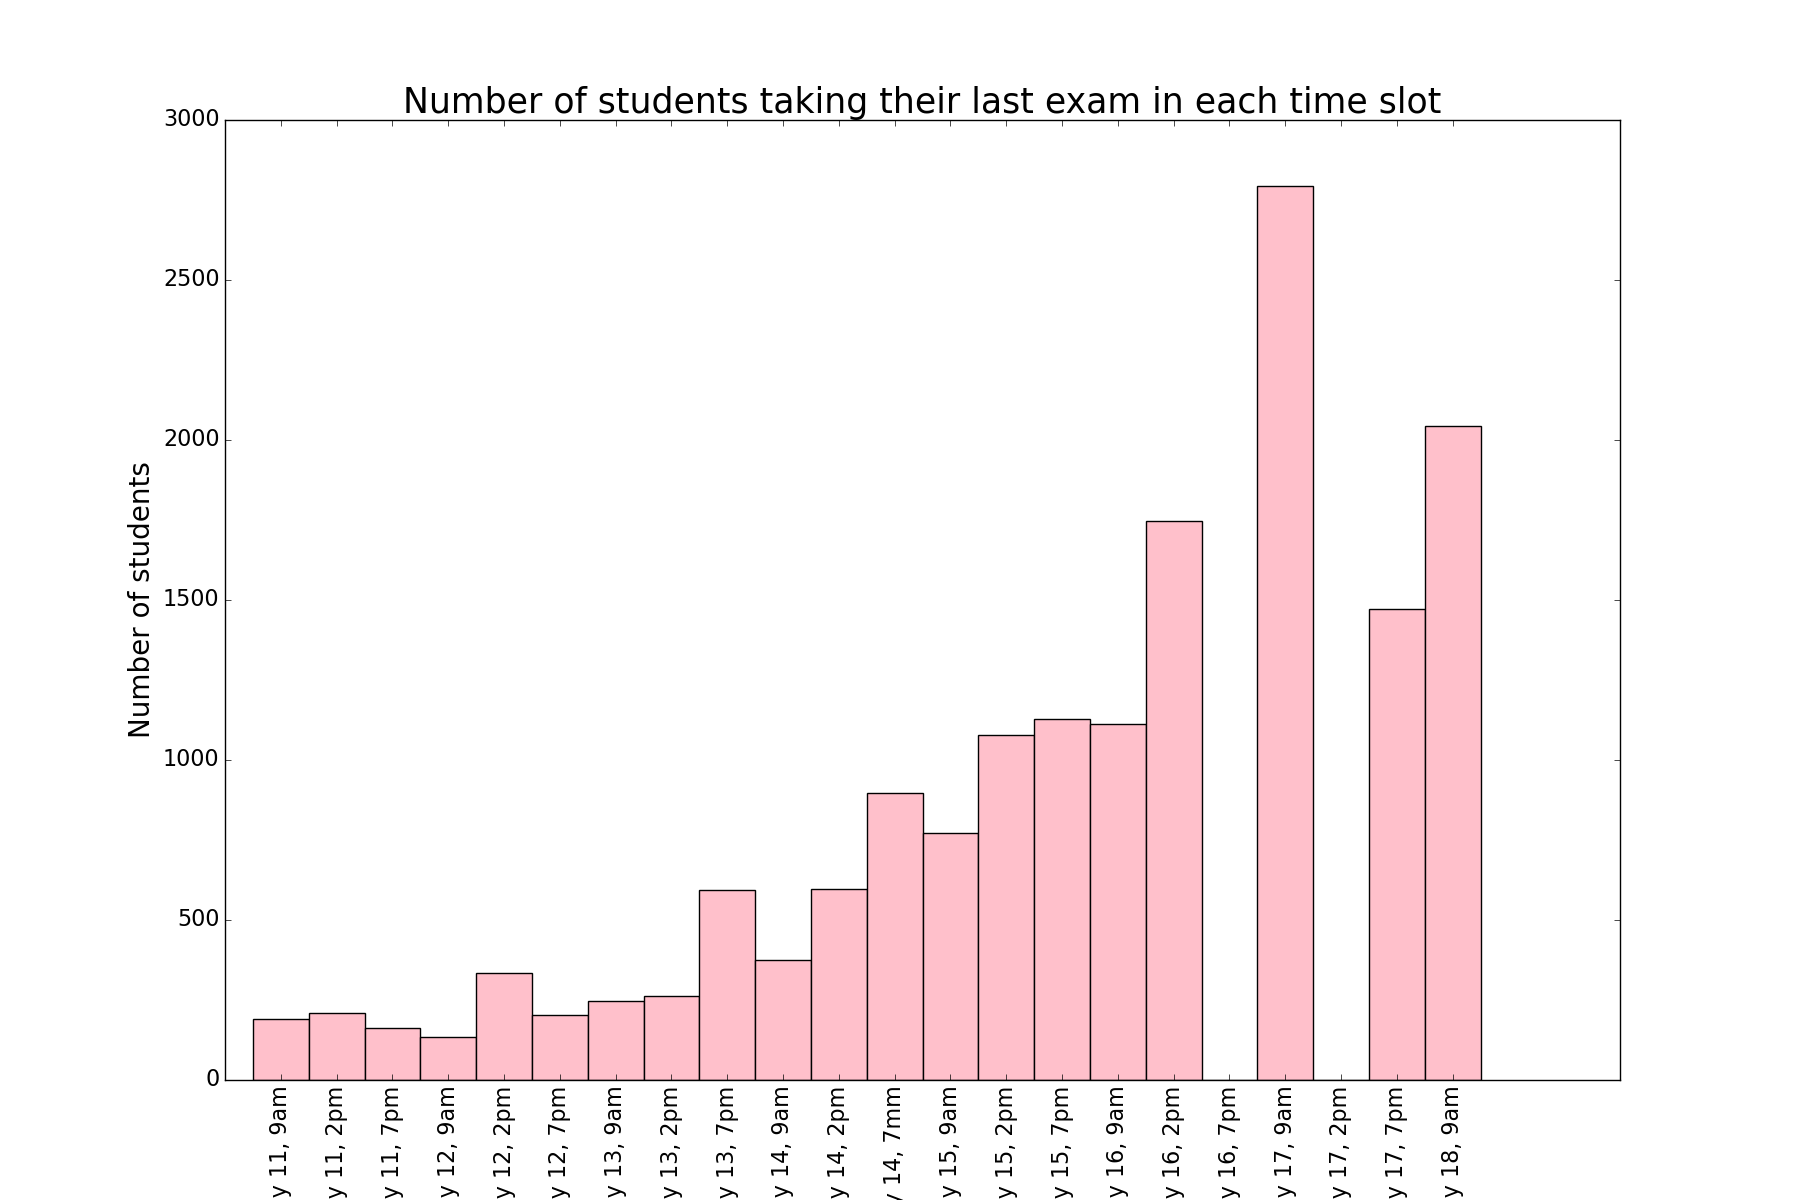 Number of students taking their last exam in each time slot
Number of students
3000
2500
2000
1500
1000
500
0
y 11, 9am
y 11, 2pm
y 11, 7pm
y 12, 9am
y 12, 2pm
y 12, 7pm
y 13, 9am
y 13, 2pm
y 13, 7pm
y 14, 9am
y 14, 2pm
y 14, 7mm
y 15, 9am
y 15, 2pm
y 15, 7pm
y 16, 9am
y 16, 2pm
y 16, 7pm
y 17, 9am
y 17, 2pm
y 17, 7pm
y 18, 9am